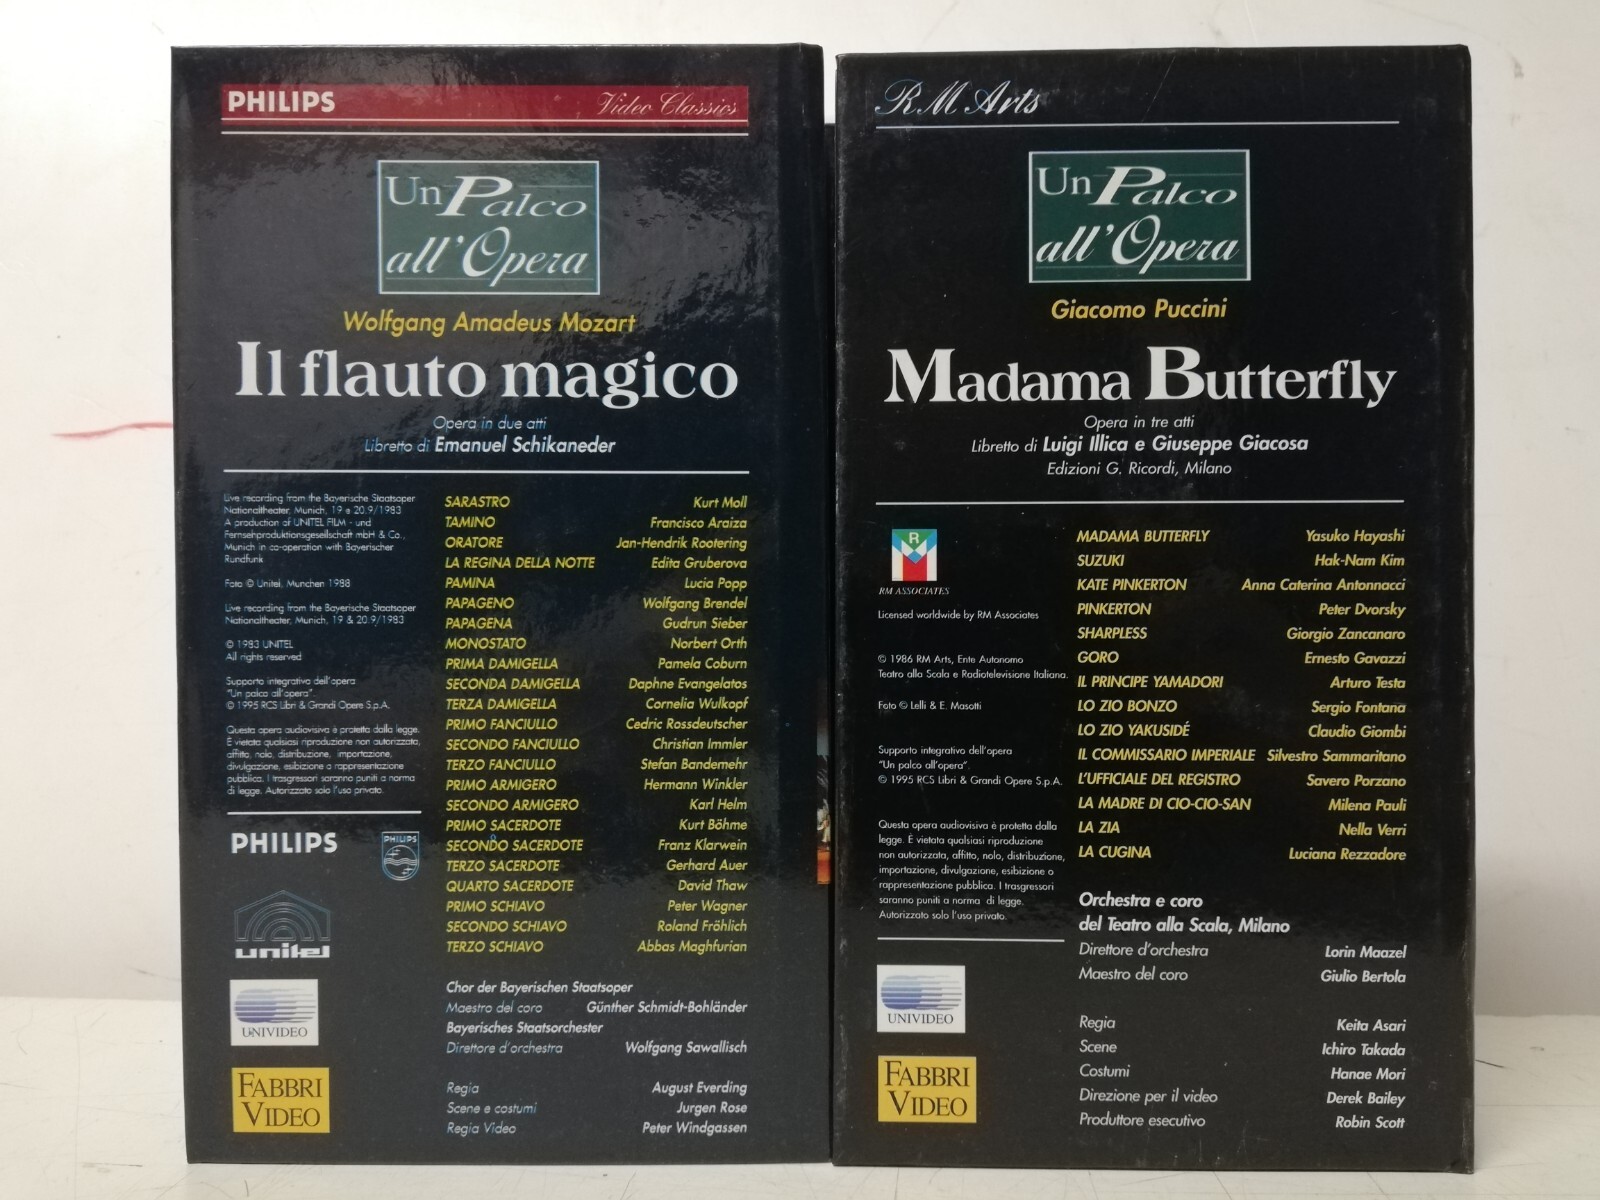 PHILIPS Video Classics
Un Palco
all'Opera
Wolfgang Amadeus Mozart
Il flauto magico
Opera in due atti
Libretto di Emanuel Schikaneder
Live recording from the Bayerische Staatsoper
Nationaltheater, Munich, 19 e 20.9/1983
A production of UNITEL FILM - und
Fernsehproduktionsgesellschaft mbH & Co.,
Munich in co-operation with Bayerischer
Rundfunk
Foto © Unitel, Munchen 1988
Live recording from the Bayerische Staatsoper
Nationaltheater, Munich, 19 & 20.9/1983
© 1983 UNITEL
All rights reserved
Supporto integrativo dell'opera
"Un palco all'opera".
© 1995 RCS Libri & Grandi Opere S.p.A.
Questa opera audiovisiva è protetta dalla legge.
È vietata qualsiasi riproduzione non autorizzata,
affitto, nolo, distribuzione, importazione,
divulgazione, esibizione o rappresentazione
pubblica. I trasgressori saranno puniti a norma
di legge. Autorizzato solo l'uso privato.
PHILIPS
PHILIPS
unitel
UNIVIDEO
FABBRI
VIDEO
SARASTRO Kurt Moll
TAMINO Francisco Araiza
ORATORE Jan-Hendrik Rootering
LA REGINA DELLA NOTTE Edita Gruberova
PAMINA Lucia Popp
PAPAGENO Wolfgang Brendel
PAPAGENA Gudrun Sieber
MONOSTATO Norbert Orth
PRIMA DAMIGELLA Pamela Coburn
SECONDA DAMIGELLA Daphne Evangelatos
TERZA DAMIGELLA Cornelia Wulkopf
PRIMO FANCIULLO Cedric Rossdeutscher
SECONDO FANCIULLO Christian Immler
TERZO FANCIULLO Stefan Bandemehr
PRIMO ARMIGERO Hermann Winkler
SECONDO ARMIGERO Karl Helm
PRIMO SACERDOTE Kurt Böhme
SECONDO SACERDOTE Franz Klarwein
TERZO SACERDOTE Gerhard Auer
QUARTO SACERDOTE David Thaw
PRIMO SCHIAVO Peter Wagner
SECONDO SCHIAVO Roland Fröhlich
TERZO SCHIAVO Abbas Maghfurian
Chor der Bayerischen Staatsoper
Maestro del coro Günther Schmidt-Bohländer
Bayerisches Staatsorchester
Direttore d'orchestra Wolfgang Sawallisch
Regia August Everding
Scene e costumi Jurgen Rose
Regia Video Peter Windgassen
RM Arts
Un Palco
all'Opera
Giacomo Puccini
Madama Butterfly
Opera in tre atti
Libretto di Luigi Illica e Giuseppe Giacosa
Edizioni G. Ricordi, Milano
R
RM ASSOCIATES
Licensed worldwide by RM Associates
© 1986 RM Arts, Ente Autonomo
Teatro alla Scala e Radiotelevisione Italiana.
Foto © Lelli & E. Masotti
Supporto integrativo dell'opera
"Un palco all'opera".
© 1995 RCS Libri & Grandi Opere S.p.A.
Questa opera audiovisiva è protetta dalla
legge. È vietata qualsiasi riproduzione
non autorizzata, affitto, nolo, distribuzione,
importazione, divulgazione, esibizione o
rappresentazione pubblica. I trasgressori
saranno puniti a norma di legge.
Autorizzato solo l'uso privato.
UNIVIDEO
FABBRI
VIDEO
MADAMA BUTTERFLY Yasuko Hayashi
SUZUKI Hak-Nam Kim
KATE PINKERTON Anna Caterina Antonnacci
PINKERTON Peter Dvorsky
SHARPLESS Giorgio Zancanaro
GORO Ernesto Gavazzi
IL PRINCIPE YAMADORI Arturo Testa
LO ZIO BONZO Sergio Fontana
LO ZIO YAKUSIDÉ Claudio Giombi
IL COMMISSARIO IMPERIALE Silvestro Sammaritano
L'UFFICIALE DEL REGISTRO Savero Porzano
LA MADRE DI CIO-CIO-SAN Milena Pauli
LA ZIA Nella Verri
LA CUGINA Luciana Rezzadore
Orchestra e coro
del Teatro alla Scala, Milano
Direttore d'orchestra Lorin Maazel
Maestro del coro Giulio Bertola
Regia Keita Asari
Scene Ichiro Takada
Costumi Hanae Mori
Direzione per il video Derek Bailey
Produttore esecutivo Robin Scott